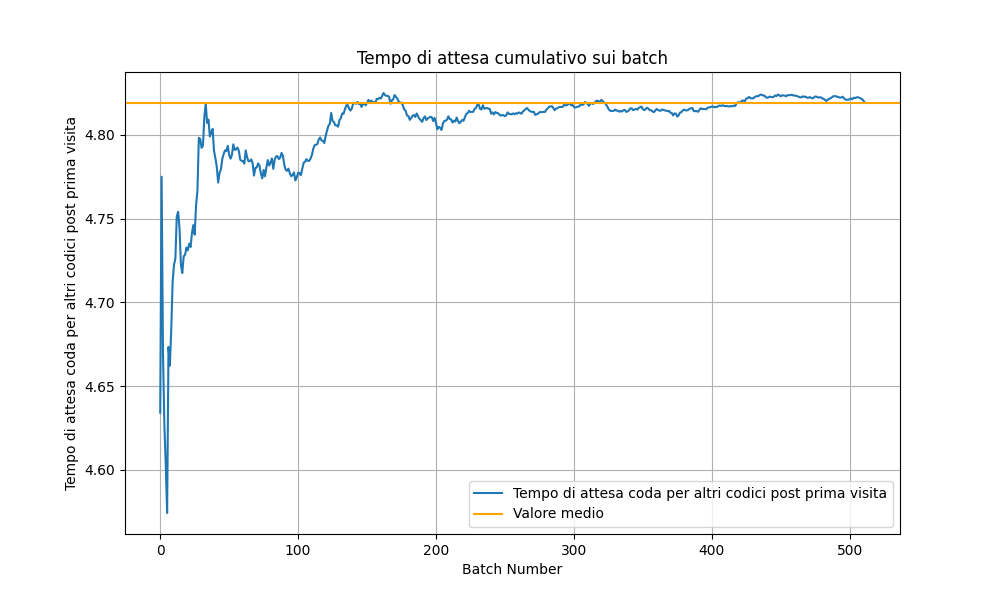 Tempo di attesa cumulativo sui batch
Tempo di attesa coda per altri codici post prima visita
4.80
4.75
4.70
4.65
4.60
0
100
200
300
400
500
Batch Number
Tempo di attesa coda per altri codici post prima visita
Valore medio